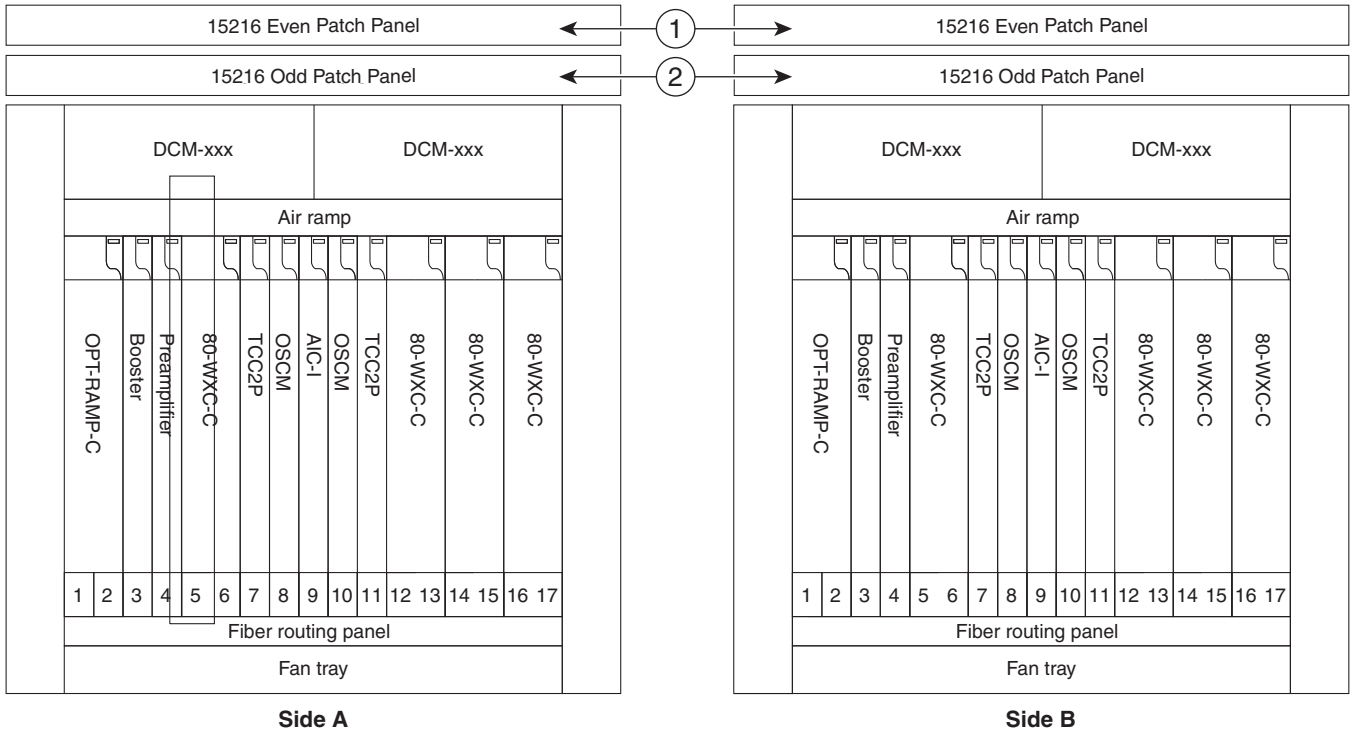 15216 Even Patch Panel
1
15216 Even Patch Panel
15216 Odd Patch Panel
2
15216 Odd Patch Panel
DCM-xxx
DCM-xxx
Air ramp
OPT-RAMP-C
Booster
Preamplifier
80-WXC-C
TCC2P
OSCM
AIC-I
OSCM
TCC2P
80-WXC-C
80-WXC-C
80-WXC-C
1 2 3 4 5 6 7 8 9 10 11 12 13 14 15 16 17
Fiber routing panel
Fan tray
Side A
DCM-xxx
DCM-xxx
Air ramp
OPT-RAMP-C
Booster
Preamplifier
80-WXC-C
TCC2P
OSCM
AIC-I
OSCM
TCC2P
80-WXC-C
80-WXC-C
80-WXC-C
1 2 3 4 5 6 7 8 9 10 11 12 13 14 15 16 17
Fiber routing panel
Fan tray
Side B